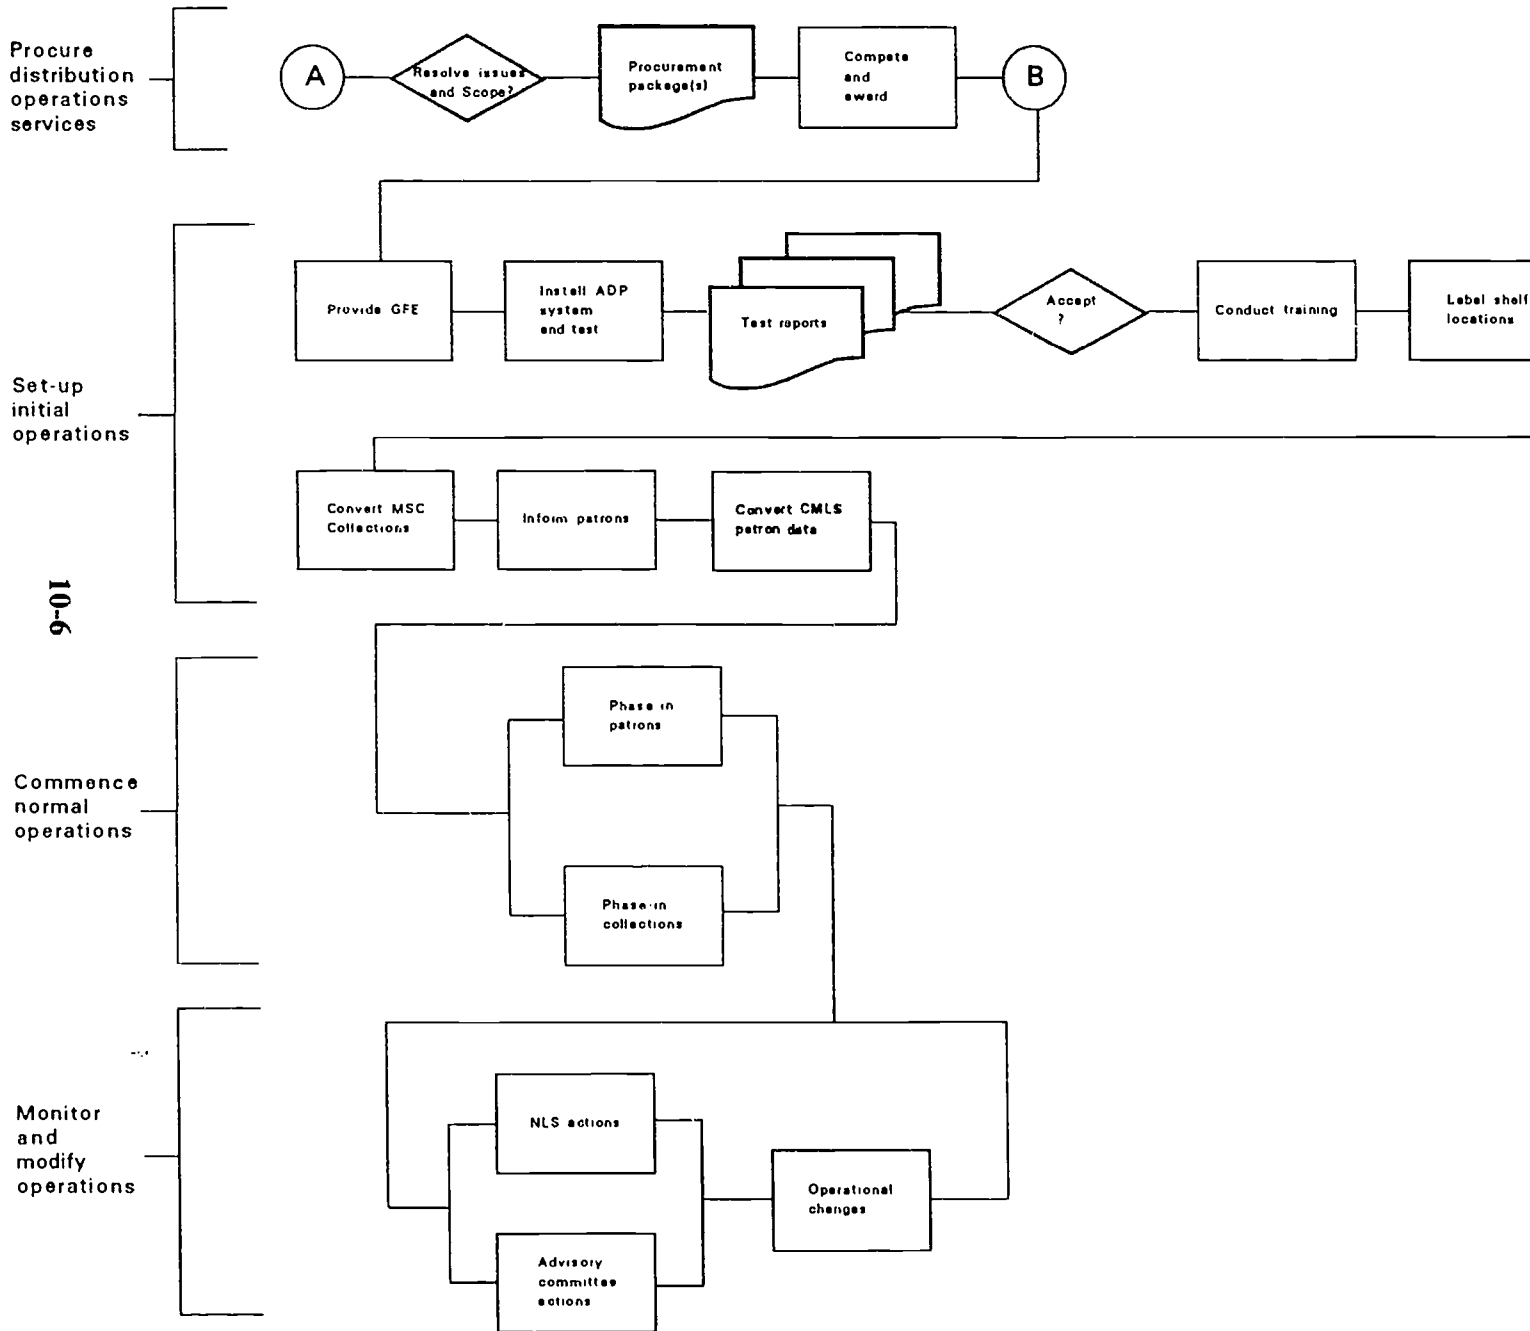 Procure
distribution
operations
services
A
Resolve issues
and Scope?
Procurement
package(s)
Compete
and
award
B
Provide GFE
Install ADP
system
and test
Test reports
Accept
?
Conduct training
Label shelf
locations
Set-up
initial
operations
Convert MSC
Collections
Inform patrons
Convert CMLS
patron data
10-6
Commence
normal
operations
Phase-in
patrons
Phase-in
collections
Monitor
and
modify
operations
NLS actions
Advisory
committee
actions
Operational
changes